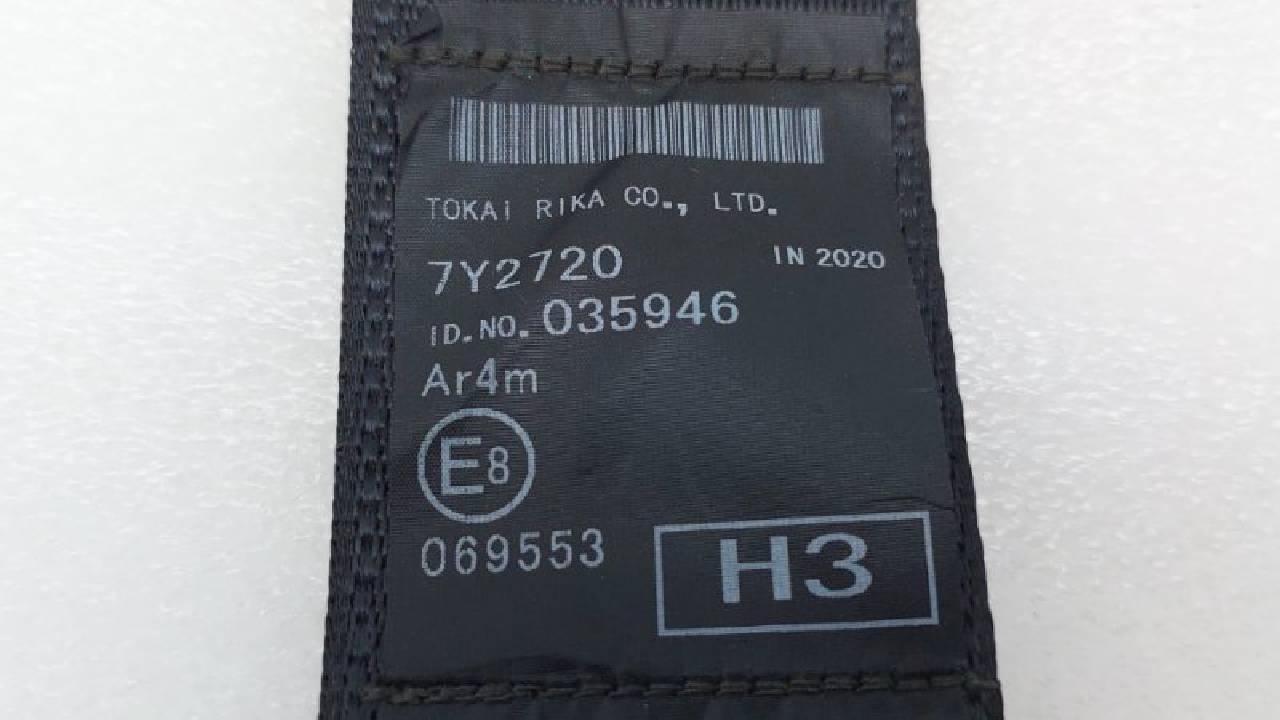 TOKAI RIKA CO., LTD.
7Y2720 IN 2020
ID.NO. 035946
Ar4m
E8
069553
H3